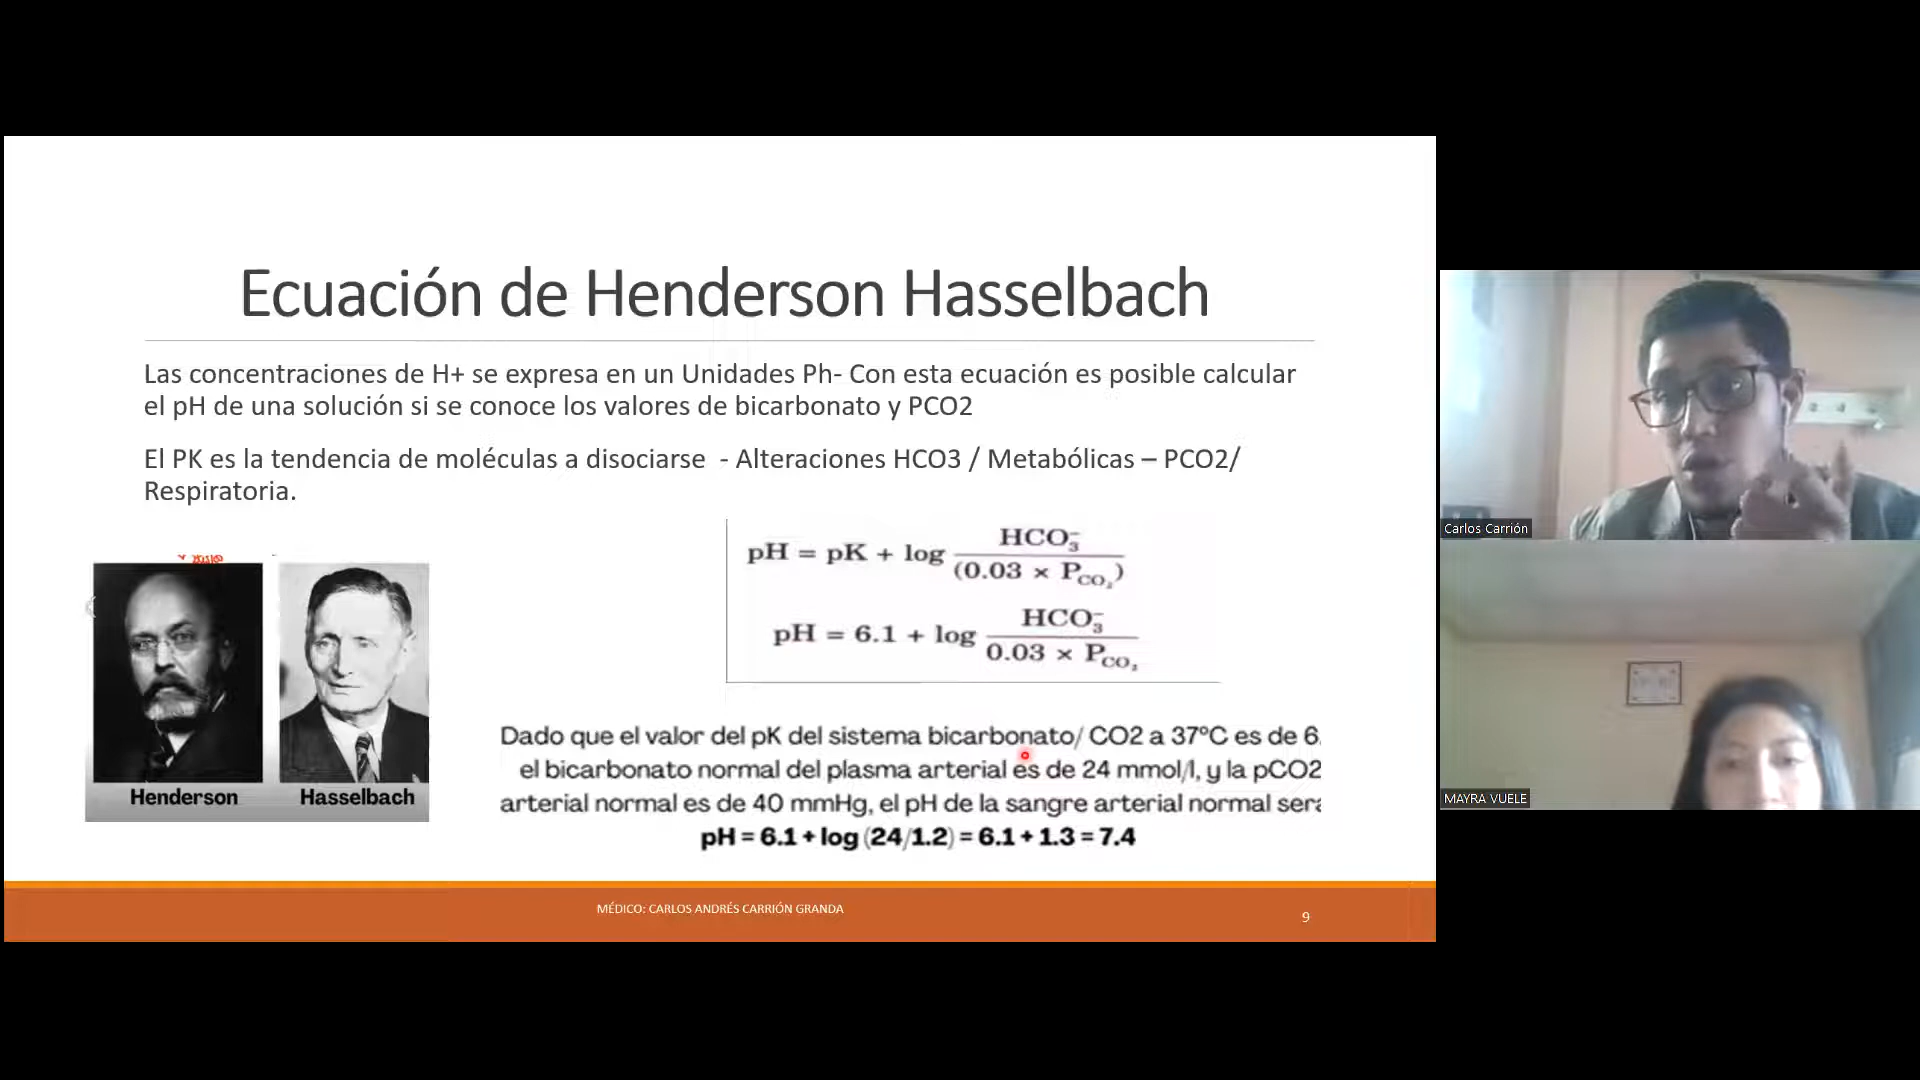 Ecuación de Henderson Hasselbach
Las concentraciones de H+ se expresa en un Unidades Ph- Con esta ecuación es posible calcular
el pH de una solución si se conoce los valores de bicarbonato y PCO2
El PK es la tendencia de moléculas a disociarse - Alteraciones HCO3 / Metabólicas – PCO2/
Respiratoria.
pH = pK + log HCO₃⁻ / (0.03 × P_CO₂)
pH = 6.1 + log HCO₃⁻ / 0.03 × P_CO₂
Henderson Hasselbach
Dado que el valor del pK del sistema bicarbonato/ CO2 a 37°C es de 6.
el bicarbonato normal del plasma arterial es de 24 mmol/l, y la pCO2
arterial normal es de 40 mmHg, el pH de la sangre arterial normal será
pH = 6.1 + log (24/1.2) = 6.1 + 1.3 = 7.4
MÉDICO: CARLOS ANDRÉS CARRIÓN GRANDA
9
Carlos Carrión
MAYRA VUELE